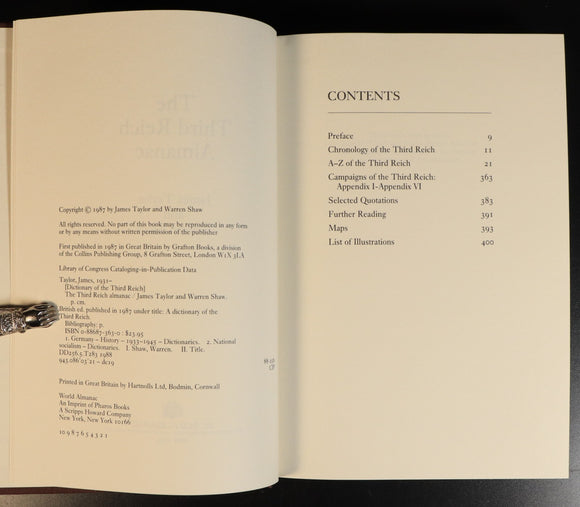 Copyright © 1987 by James Taylor and Warren Shaw
All rights reserved. No part of this book may be reproduced in any form
or by any means without written permission of the publisher
First published in 1987 in Great Britain by Grafton Books, a division
of the Collins Publishing Group, 8 Grafton Street, London W1X 3LA
Library of Congress Cataloging-in-Publication Data
Taylor, James, 1931–
[Dictionary of the Third Reich]
The Third Reich almanac / James Taylor and Warren Shaw.
p. cm.
British ed. published in 1987 under title: A dictionary of the
Third Reich.
Bibliography: p.
ISBN 0-88687-363-0 : $23.95
1. Germany – History – 1933–1945 – Dictionaries. 2. National
socialism – Dictionaries. I. Shaw, Warren. II. Title.
DD256.5.T283 1988
943.086'03'21 – dc19
CIP
Printed in Great Britain by Hartnolls Ltd, Bodmin, Cornwall
World Almanac
An Imprint of Pharos Books
A Scripps Howard Company
New York, New York 10166
10 9 8 7 6 5 4 3 2 1
CONTENTS
Preface 9
Chronology of the Third Reich 11
A–Z of the Third Reich 21
Campaigns of the Third Reich: 363
Appendix I-Appendix VI
Selected Quotations 383
Further Reading 391
Maps 393
List of Illustrations 400